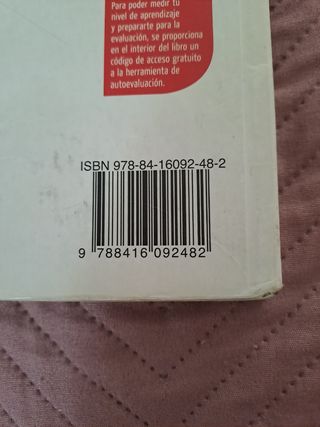 Para poder medir tu
nivel de aprendizaje
y prepararte para la
evaluación, se proporciona
en el interior del libro un
código de acceso gratuito
a la herramienta de
autoevaluación.
ISBN 978-84-16092-48-2
9 788416 092482